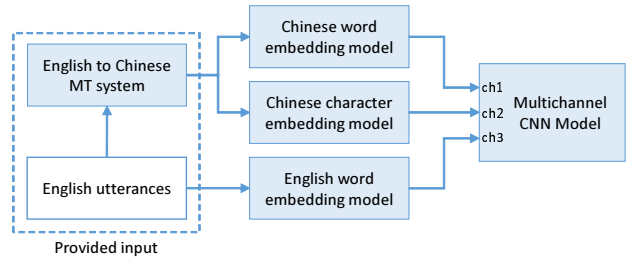 English to Chinese
MT system
English utterances
Provided input
Chinese word
embedding model
Chinese character
embedding model
English word
embedding model
ch1
ch2
ch3
Multichannel
CNN Model